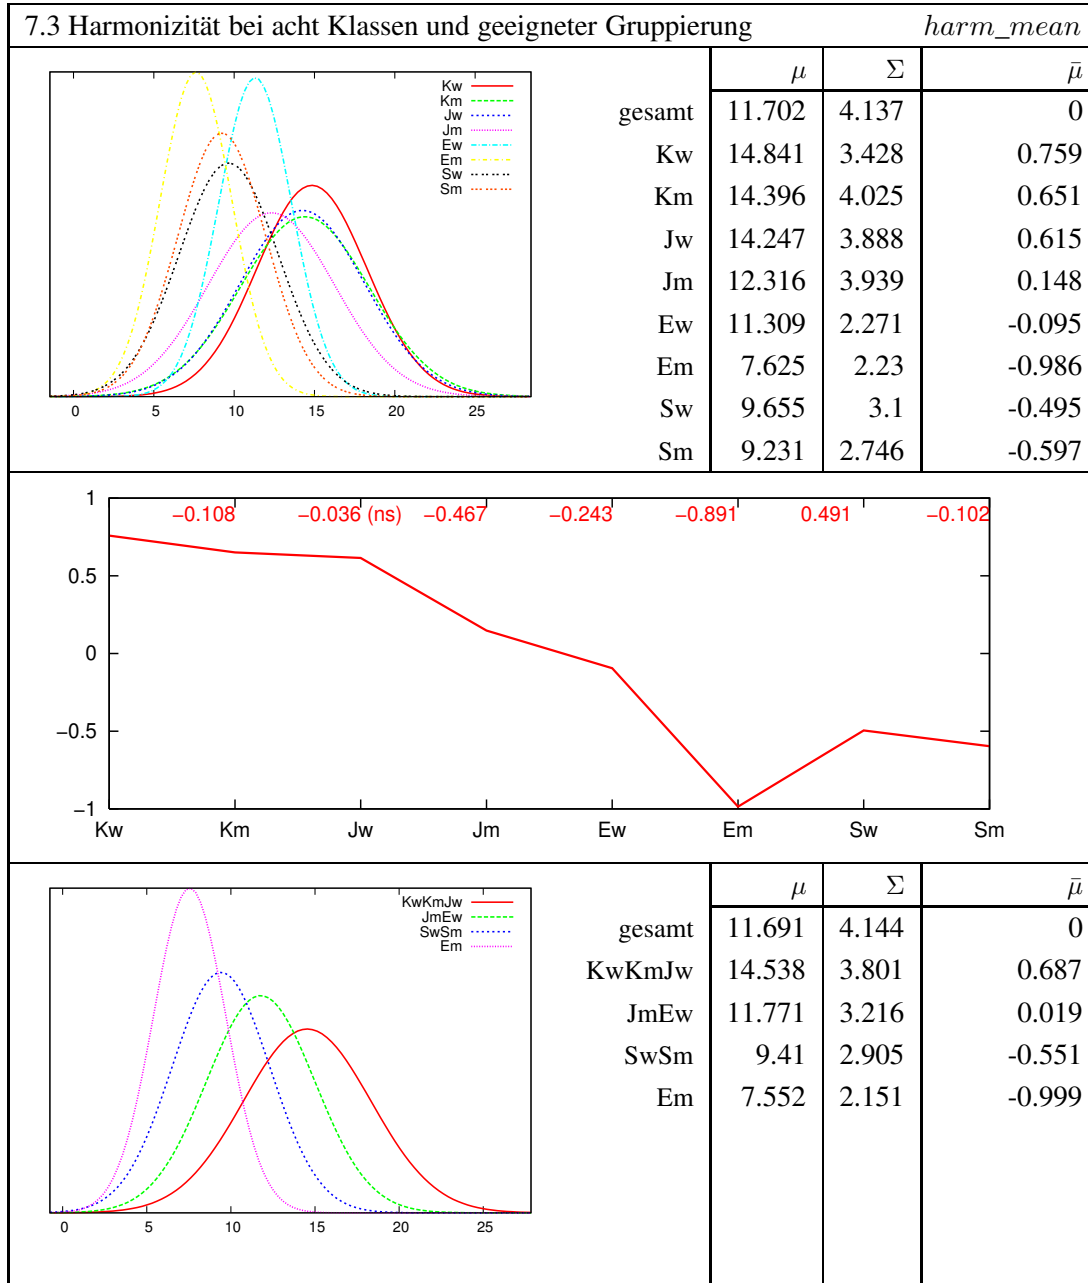 7.3 Harmonizität bei acht Klassen und geeigneter Gruppierung harm_mean
Kw
Km
Jw
Jm
Ew
Em
Sw
Sm
0 5 10 15 20 25
μ Σ μ̄
gesamt 11.702 4.137 0
Kw 14.841 3.428 0.759
Km 14.396 4.025 0.651
Jw 14.247 3.888 0.615
Jm 12.316 3.939 0.148
Ew 11.309 2.271 -0.095
Em 7.625 2.23 -0.986
Sw 9.655 3.1 -0.495
Sm 9.231 2.746 -0.597
1
−0.108 −0.036 (ns) −0.467 −0.243 −0.891 0.491 −0.102
0.5
0
−0.5
−1
Kw Km Jw Jm Ew Em Sw Sm
KwKmJw
JmEw
SwSm
Em
0 5 10 15 20 25
μ Σ μ̄
gesamt 11.691 4.144 0
KwKmJw 14.538 3.801 0.687
JmEw 11.771 3.216 0.019
SwSm 9.41 2.905 -0.551
Em 7.552 2.151 -0.999